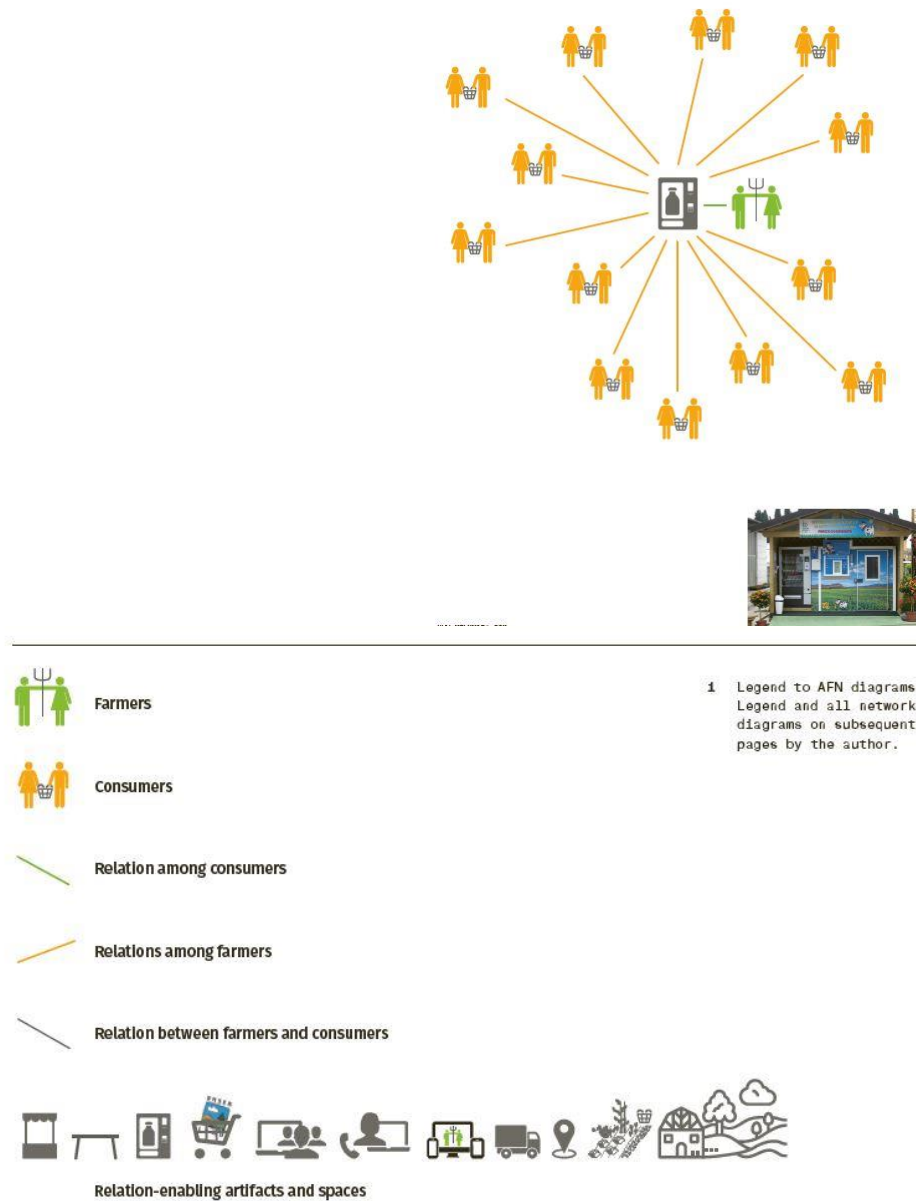 Farmers
1 Legend to AFN diagrams
Legend and all network
diagrams on subsequent
pages by the author.
Consumers
Relation among consumers
Relations among farmers
Relation between farmers and consumers
Relation-enabling artifacts and spaces